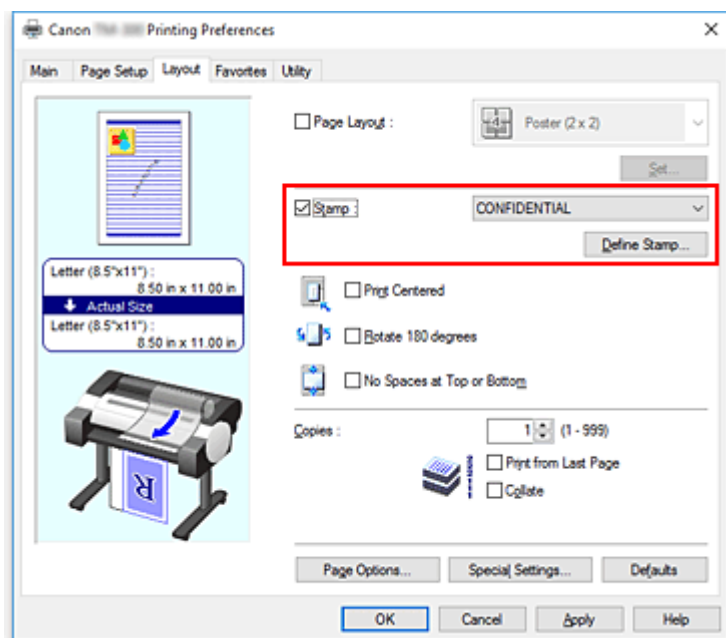 Canon Printing Preferences
Main Page Setup Layout Favorites Utility
Page Layout :
4
Poster (2 x 2)
Set...
Stamp :
CONFIDENTIAL
Define Stamp...
Letter (8.5"x11") :
8.50 in x 11.00 in
Actual Size
Letter (8.5"x11") :
8.50 in x 11.00 in
Print Centered
Rotate 180 degrees
No Spaces at Top or Bottom
Copies :
1 (1 - 999)
Print from Last Page
Collate
R
Page Options... Special Settings... Defaults
OK Cancel Apply Help